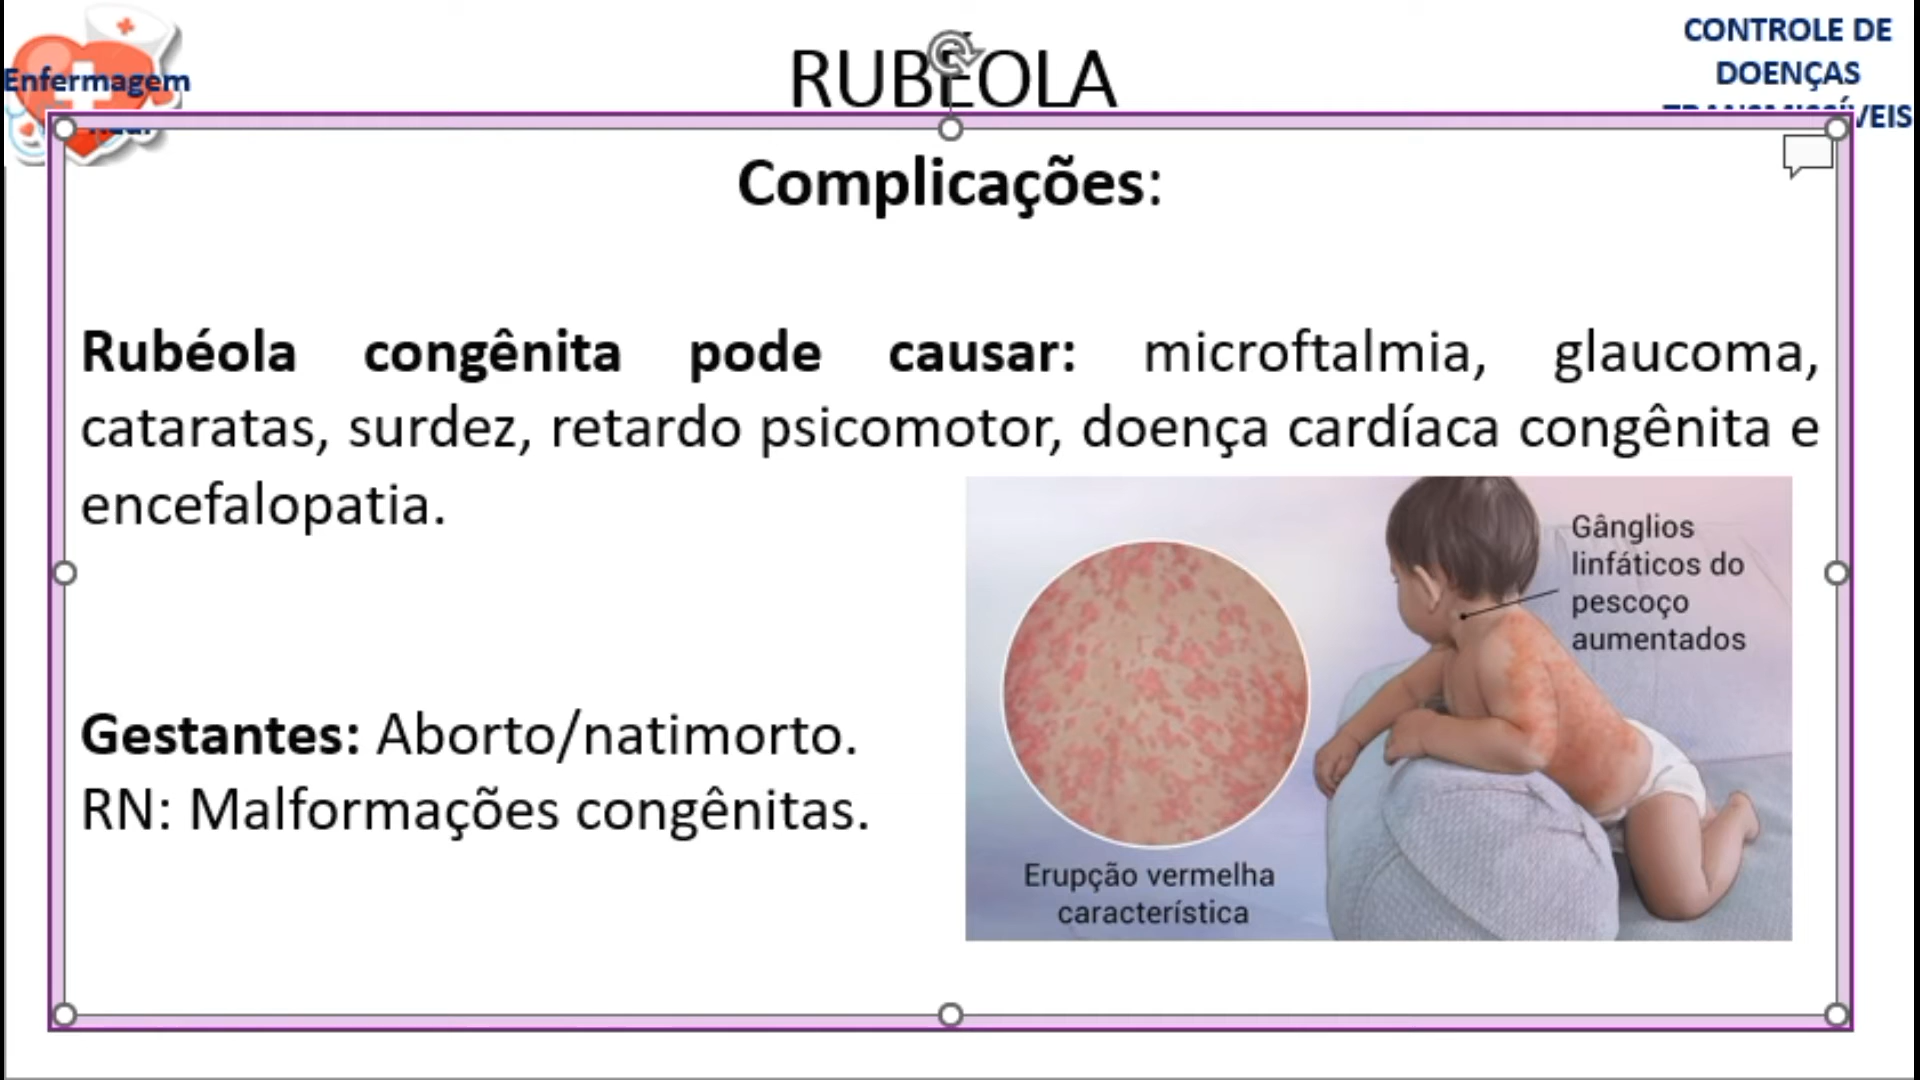 Enfermagem
RUBÉOLA
CONTROLE DE
DOENÇAS
Complicações:
Rubéola congênita pode causar: microftalmia, glaucoma,
cataratas, surdez, retardo psicomotor, doença cardíaca congênita e
encefalopatia.
Gânglios
linfáticos do
pescoço
aumentados
Gestantes: Aborto/natimorto.
RN: Malformações congênitas.
Erupção vermelha
característica